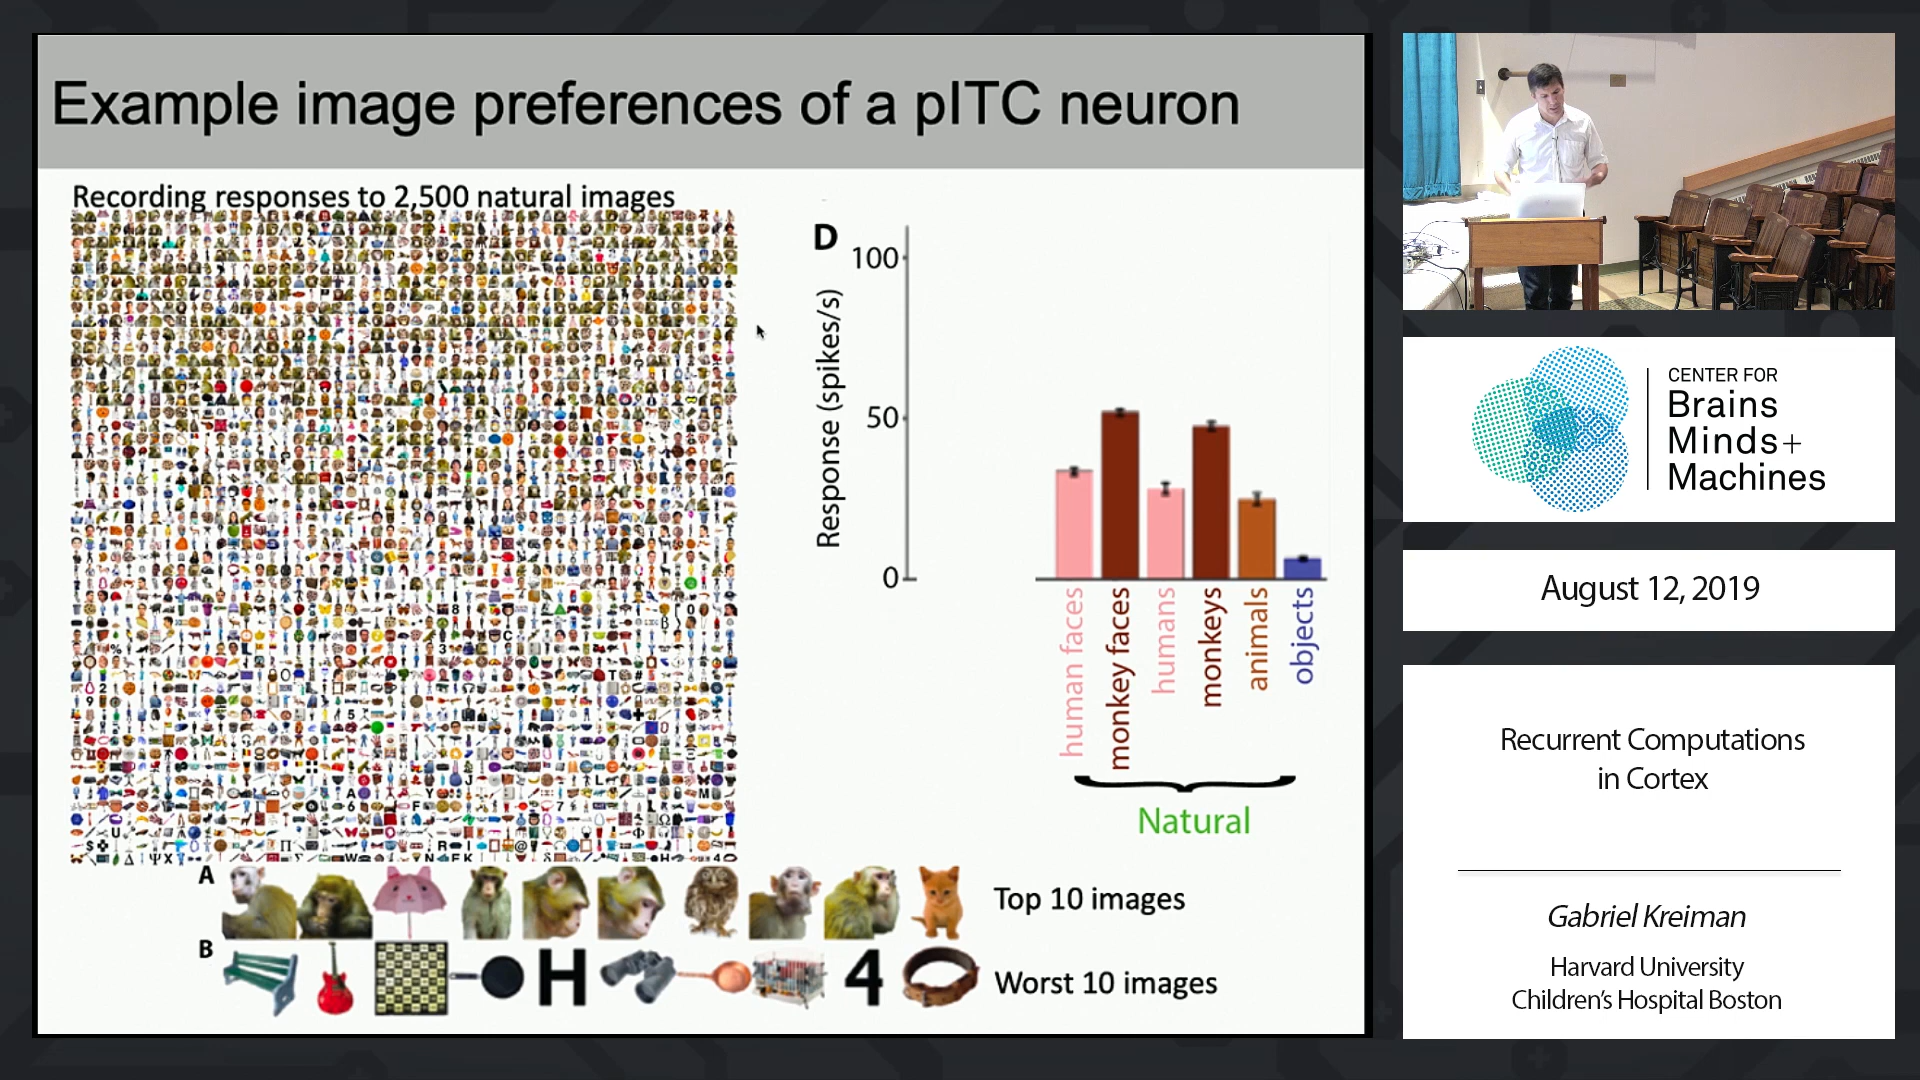 Example image preferences of a pITC neuron
Recording responses to 2,500 natural images
D
100
50
0
Response (spikes/s)
human faces
monkey faces
humans
monkeys
animals
objects
Natural
A
Top 10 images
B
H
4
Worst 10 images
CENTER FOR
Brains
Minds+
Machines
August 12, 2019
Recurrent Computations
in Cortex
Gabriel Kreiman
Harvard University
Children's Hospital Boston